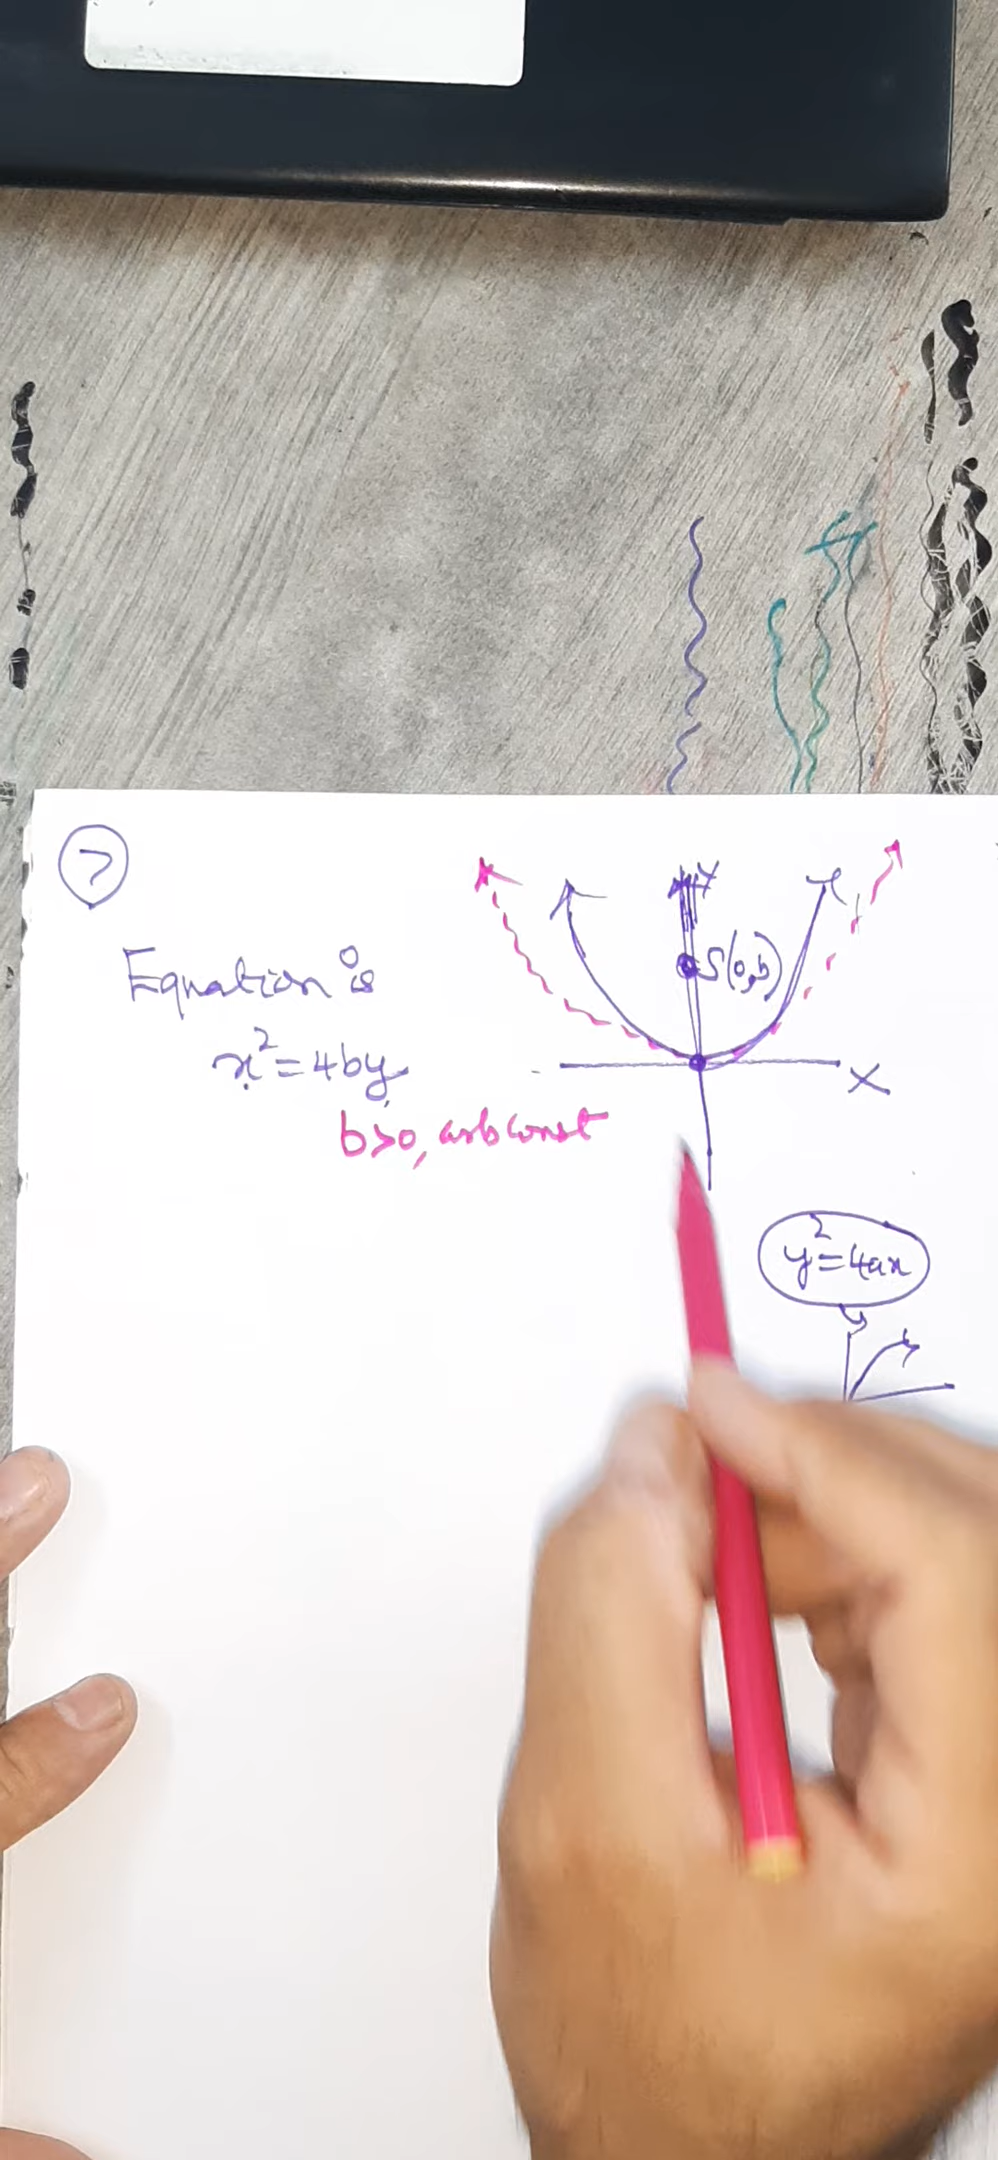 7
Equation is
x² = 4by
b>0, arb const
Y
S(0,b)
X
y² = 4ax